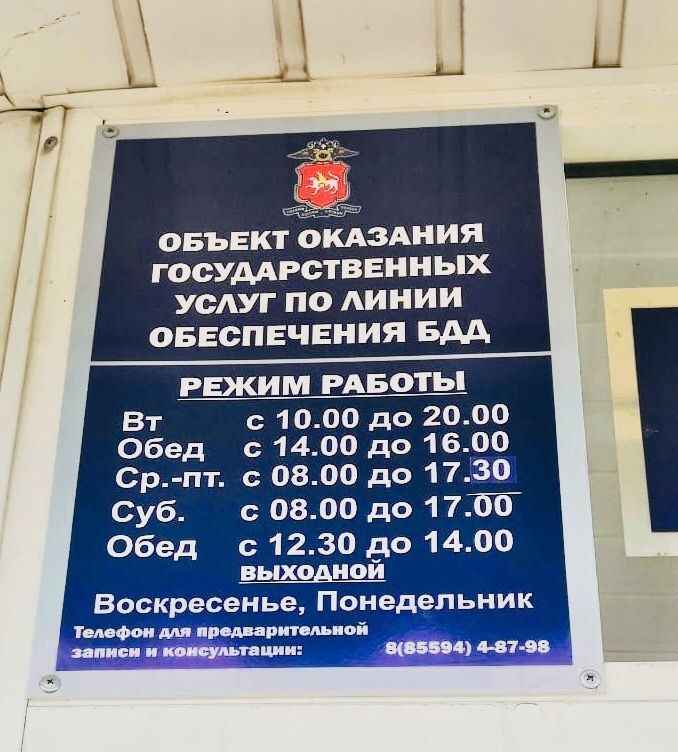 ОБЪЕКТ ОКАЗАНИЯ
ГОСУДАРСТВЕННЫХ
УСЛУГ ПО ЛИНИИ
ОБЕСПЕЧЕНИЯ БДД
РЕЖИМ РАБОТЫ
Вт с 10.00 до 20.00
Обед с 14.00 до 16.00
Ср.-пт. с 08.00 до 17.30
Суб. с 08.00 до 17.00
Обед с 12.30 до 14.00
ВЫХОДНОЙ
Воскресенье, Понедельник
Телефон для предварительной
записи и консультации: 8(85594) 4-87-98